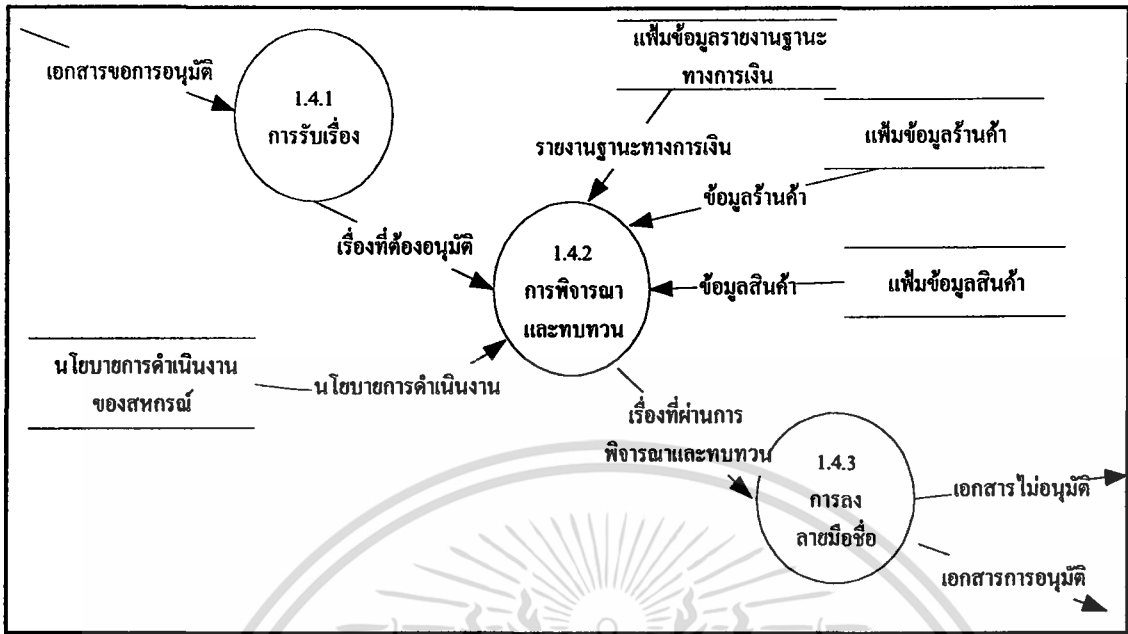 แฟ้มข้อมูลรายงานฐานะ
ทางการเงิน
เอกสารขอการอนุมัติ
1.4.1
การรับเรื่อง
แฟ้มข้อมูลร้านค้า
รายงานฐานะทางการเงิน
ข้อมูลร้านค้า
เรื่องที่ต้องอนุมัติ
1.4.2
การพิจารณา
และทบทวน
ข้อมูลสินค้า
แฟ้มข้อมูลสินค้า
นโยบายการดำเนินงาน
ของสหกรณ์
นโยบายการดำเนินงาน
เรื่องที่ผ่านการ
พิจารณาและทบทวน
1.4.3
การลง
ลายมือชื่อ
เอกสารไม่อนุมัติ
เอกสารการอนุมัติ